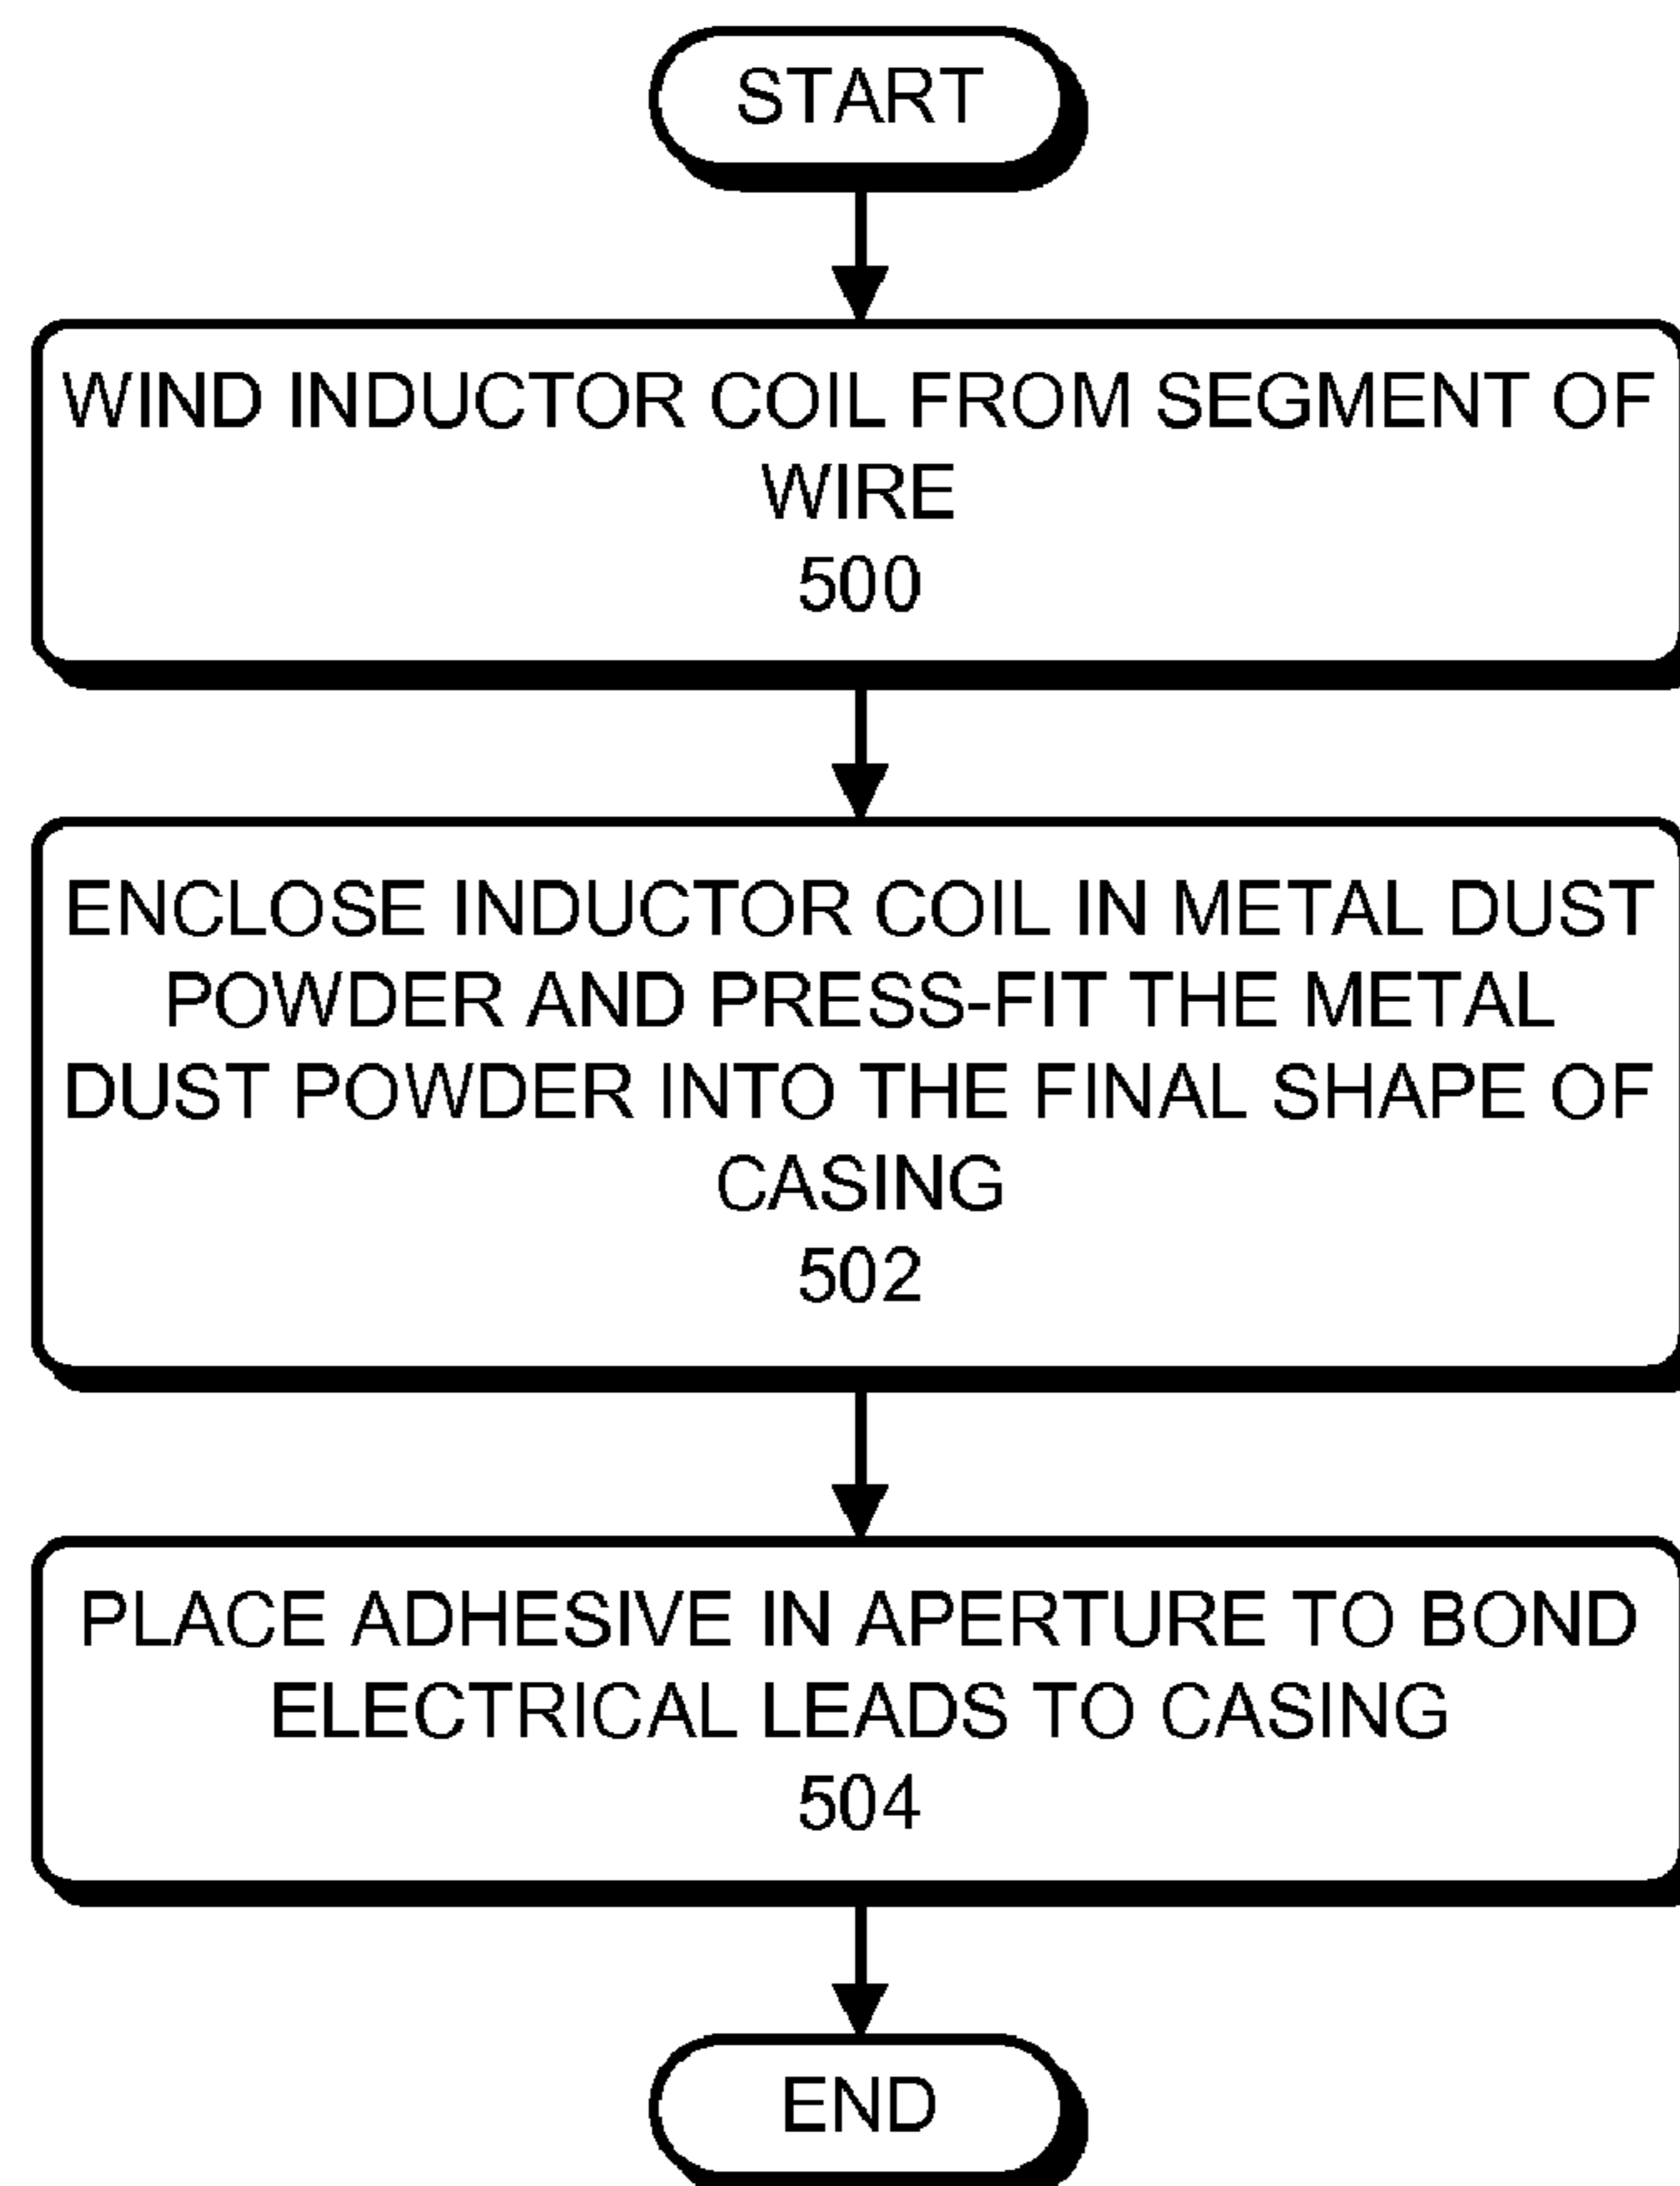 START
WIND INDUCTOR COIL FROM SEGMENT OF
WIRE
500
ENCLOSE INDUCTOR COIL IN METAL DUST
POWDER AND PRESS-FIT THE METAL
DUST POWDER INTO THE FINAL SHAPE OF
CASING
502
PLACE ADHESIVE IN APERTURE TO BOND
ELECTRICAL LEADS TO CASING
504
END